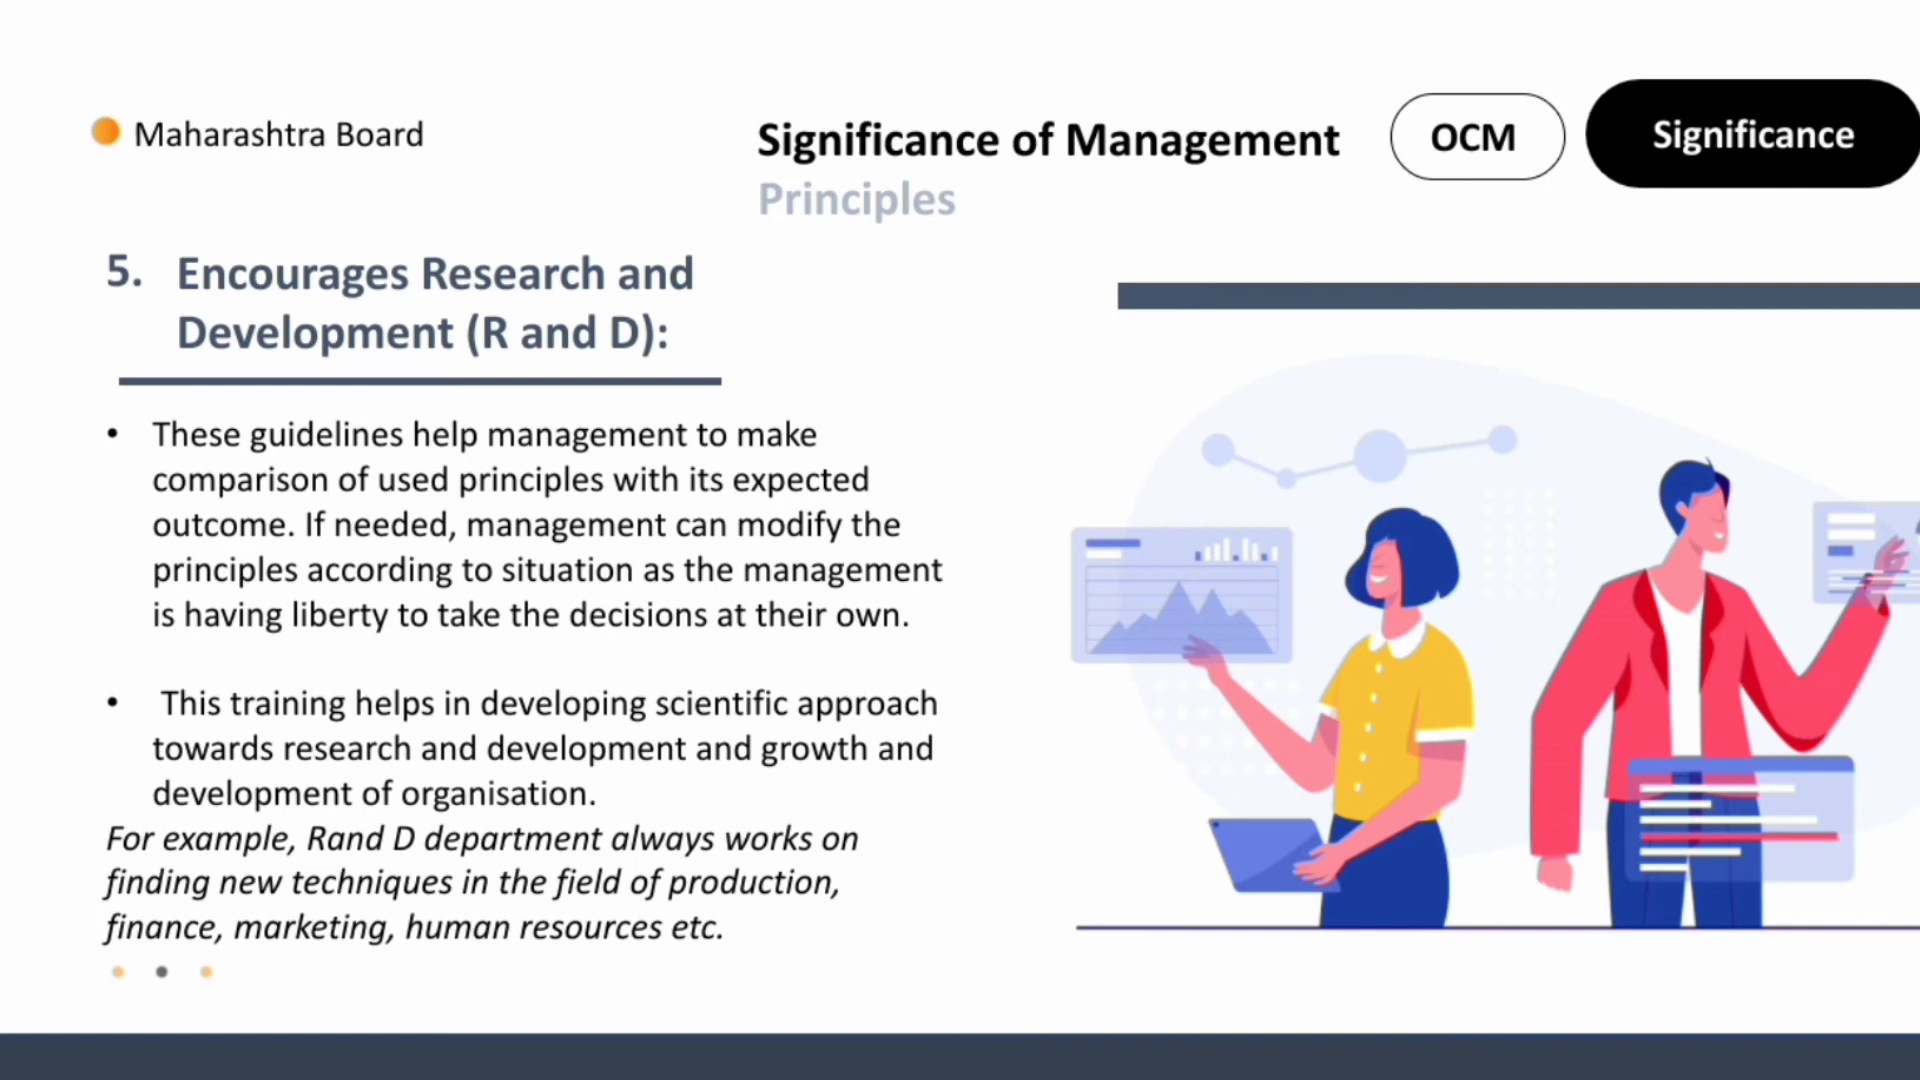 Maharashtra Board
Significance of Management
Principles
OCM
Significance
5. Encourages Research and
Development (R and D):
• These guidelines help management to make
comparison of used principles with its expected
outcome. If needed, management can modify the
principles according to situation as the management
is having liberty to take the decisions at their own.
• This training helps in developing scientific approach
towards research and development and growth and
development of organisation.
For example, Rand D department always works on
finding new techniques in the field of production,
finance, marketing, human resources etc.